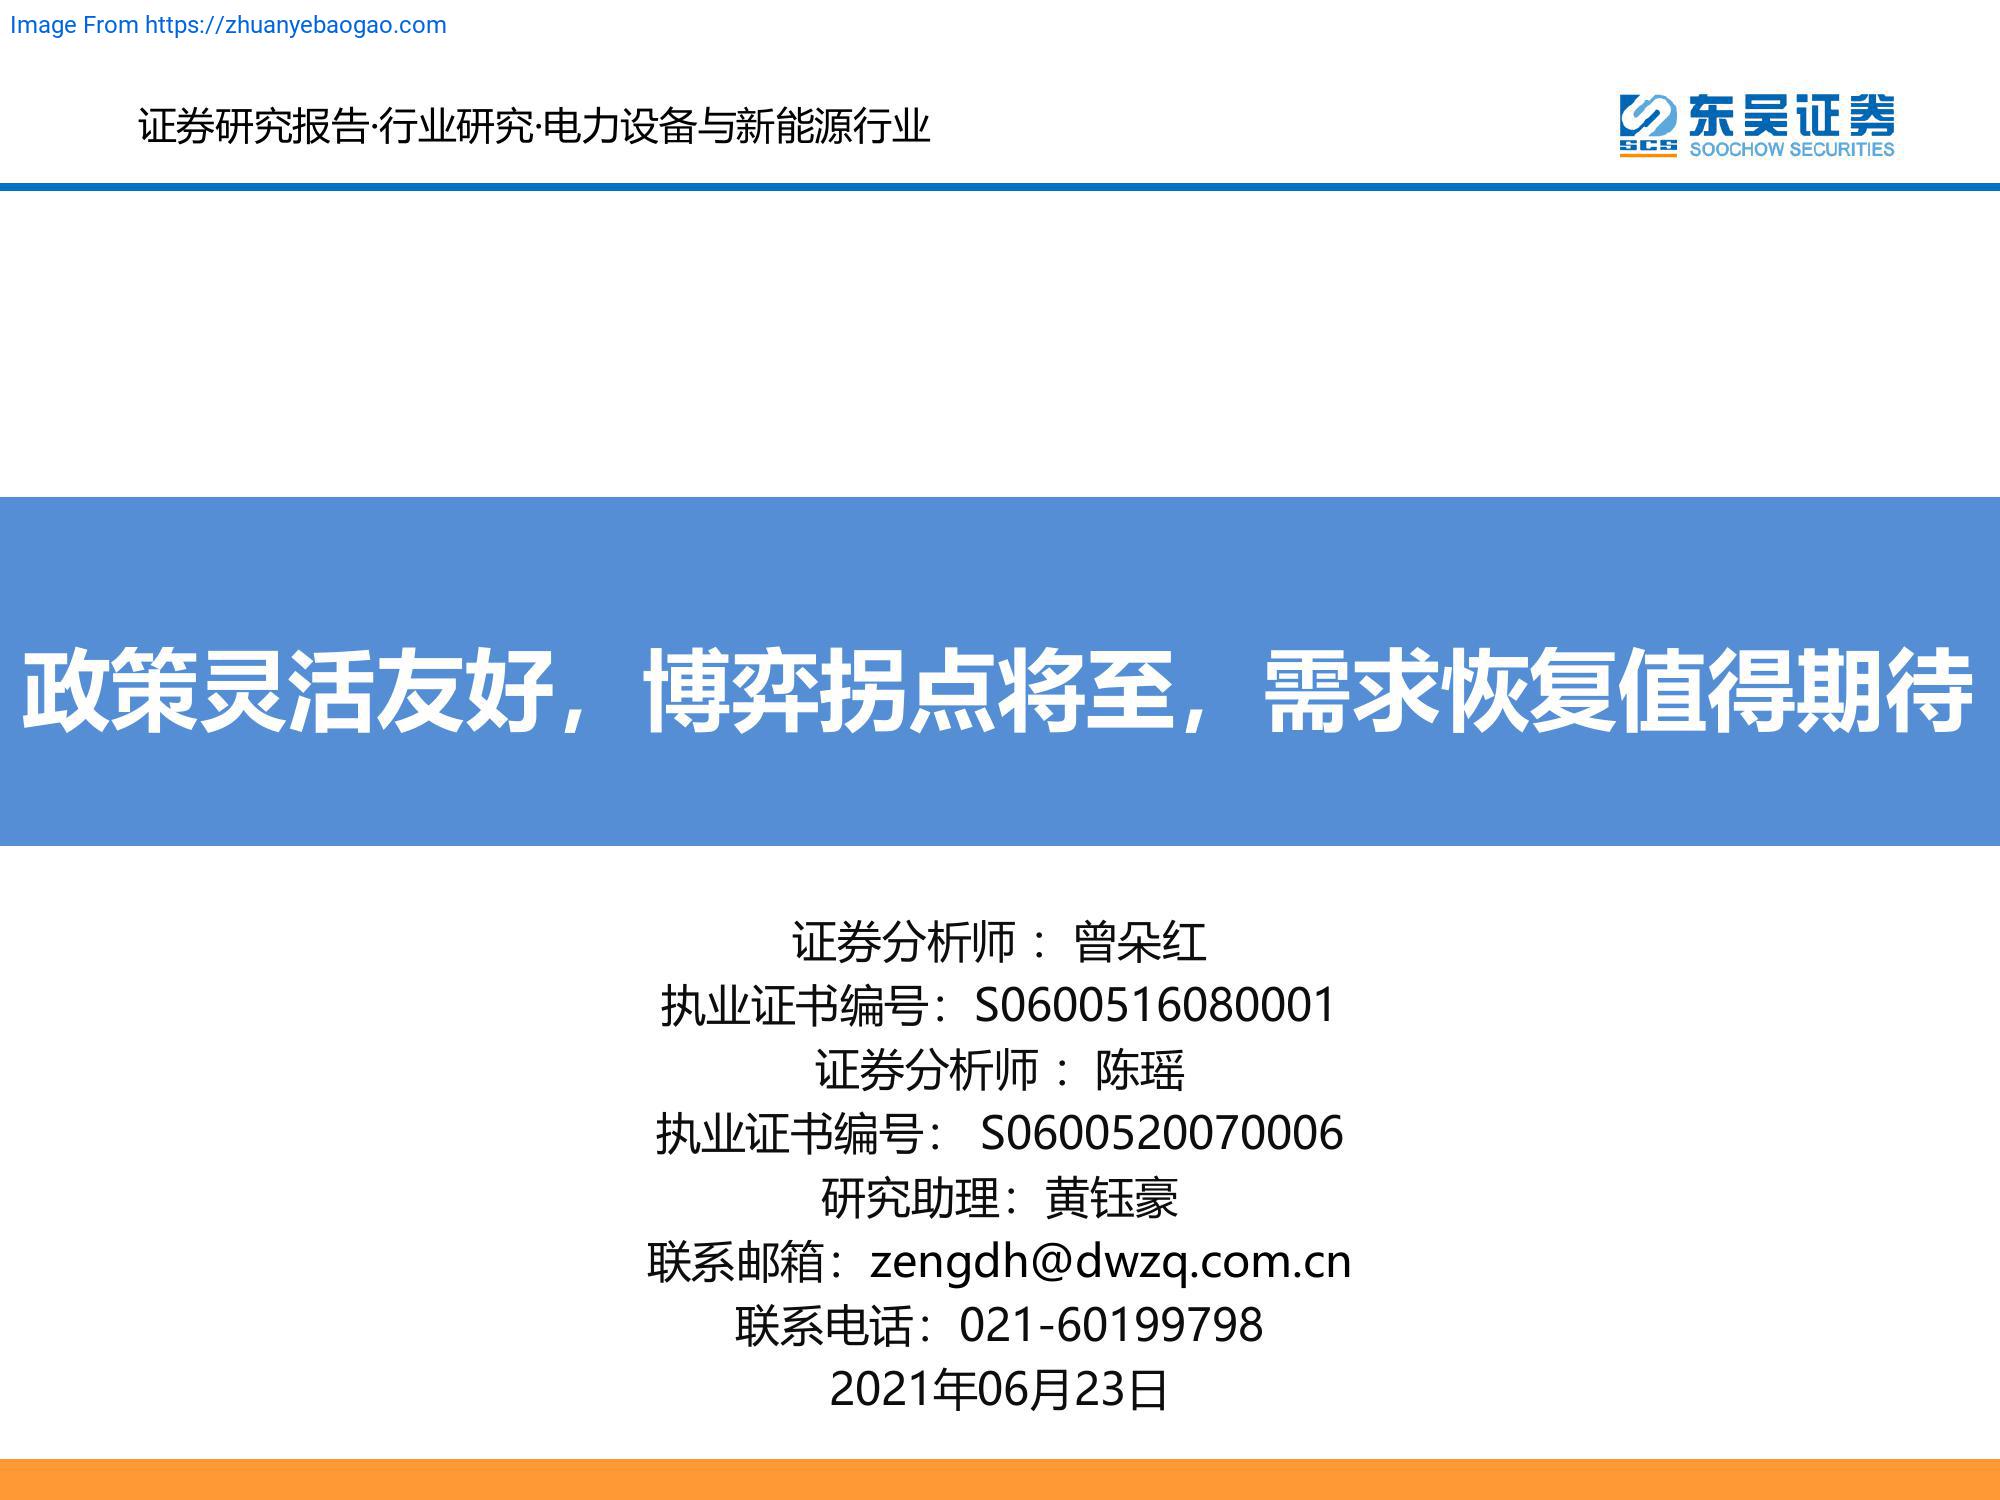 Image From https://zhuanyebaogao.com
证券研究报告·行业研究·电力设备与新能源行业
东吴证券
SCS
SOOCHOW SECURITIES
政策灵活友好，博弈拐点将至，需求恢复值得期待
证券分析师 ：曾朵红
执业证书编号：S0600516080001
证券分析师 ：陈瑶
执业证书编号： S0600520070006
研究助理：黄钰豪
联系邮箱：zengdh@dwzq.com.cn
联系电话：021-60199798
2021年06月23日